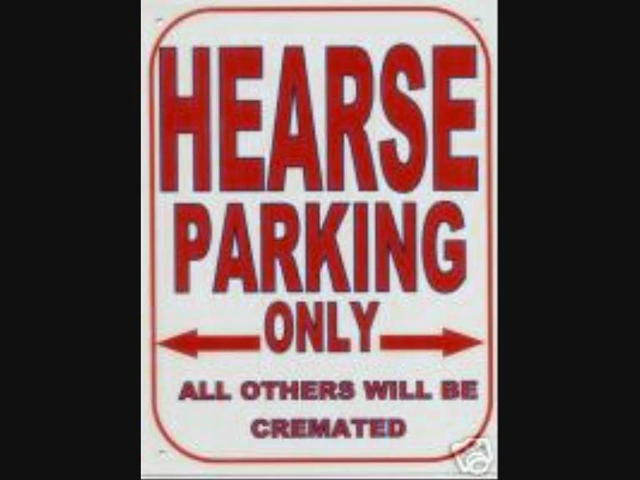 HEARSE
PARKING
ONLY
ALL OTHERS WILL BE
CREMATED